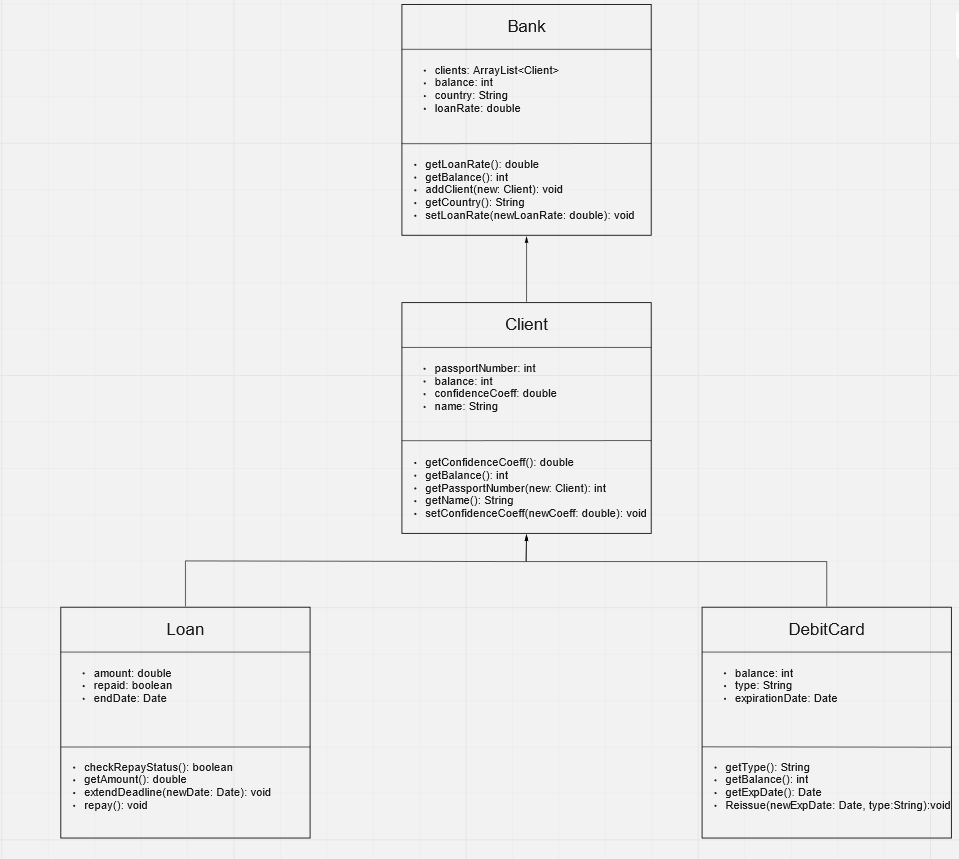 Bank
• clients: ArrayList<Client>
• balance: int
• country: String
• loanRate: double
• getLoanRate(): double
• getBalance(): int
• addClient(new: Client): void
• getCountry(): String
• setLoanRate(newLoanRate: double): void
Client
• passportNumber: int
• balance: int
• confidenceCoeff: double
• name: String
• getConfidenceCoeff(): double
• getBalance(): int
• getPassportNumber(new: Client): int
• getName(): String
• setConfidenceCoeff(newCoeff: double): void
Loan
• amount: double
• repaid: boolean
• endDate: Date
• checkRepayStatus(): boolean
• getAmount(): double
• extendDeadline(newDate: Date): void
• repay(): void
DebitCard
• balance: int
• type: String
• expirationDate: Date
• getType(): String
• getBalance(): int
• getExpDate(): Date
• Reissue(newExpDate: Date, type:String):void